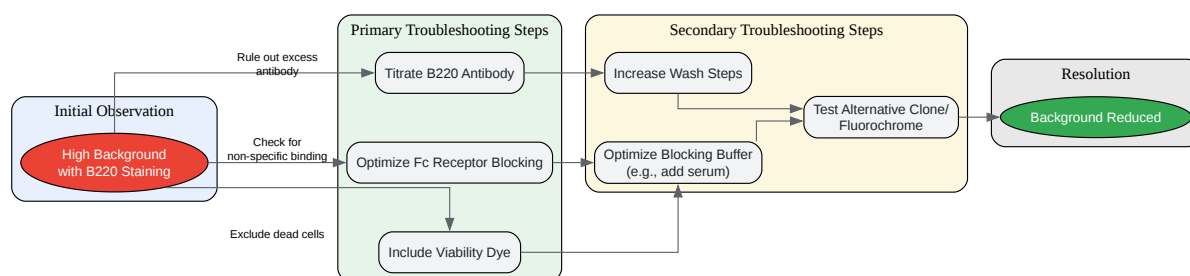 Initial Observation
High Background
with B220 Staining
Rule out excess
antibody
Check for
non-specific binding
Exclude dead cells
Primary Troubleshooting Steps
Titrate B220 Antibody
Optimize Fc Receptor Blocking
Include Viability Dye
Secondary Troubleshooting Steps
Increase Wash Steps
Optimize Blocking Buffer
(e.g., add serum)
Test Alternative Clone/
Fluorochrome
Resolution
Background Reduced